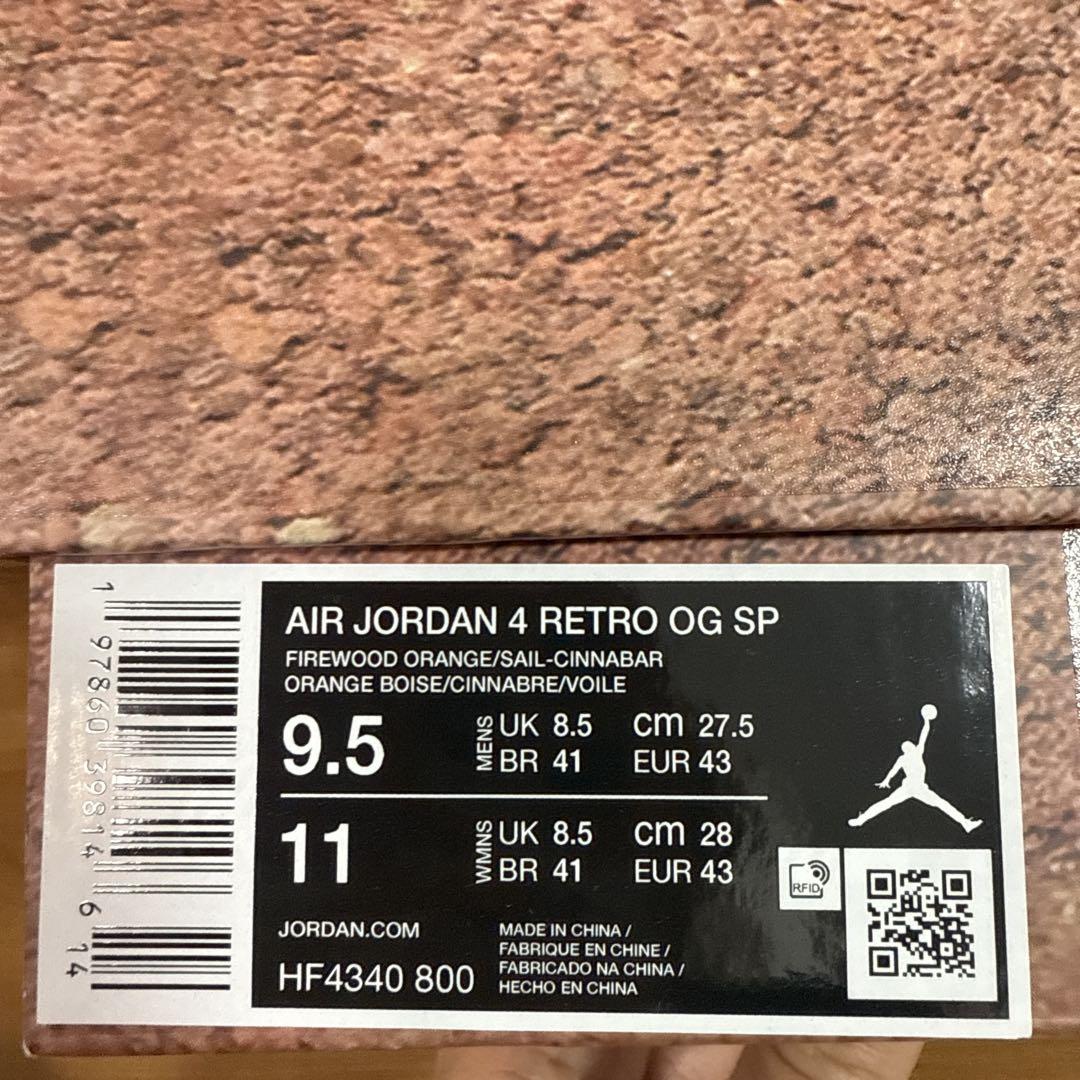 AIR JORDAN 4 RETRO OG SP
FIREWOOD ORANGE/SAIL-CINNABAR
ORANGE BOISE/CINNABRE/VOILE
9.5 MENS UK 8.5 CM 27.5
BR 41 EUR 43
11 WMNS UK 8.5 CM 28
BR 41 EUR 43
RFID
JORDAN.COM
HF4340 800
MADE IN CHINA /
FABRIQUE EN CHINE /
FABRICADO NA CHINA /
HECHO EN CHINA
1 97860 39814 6 14